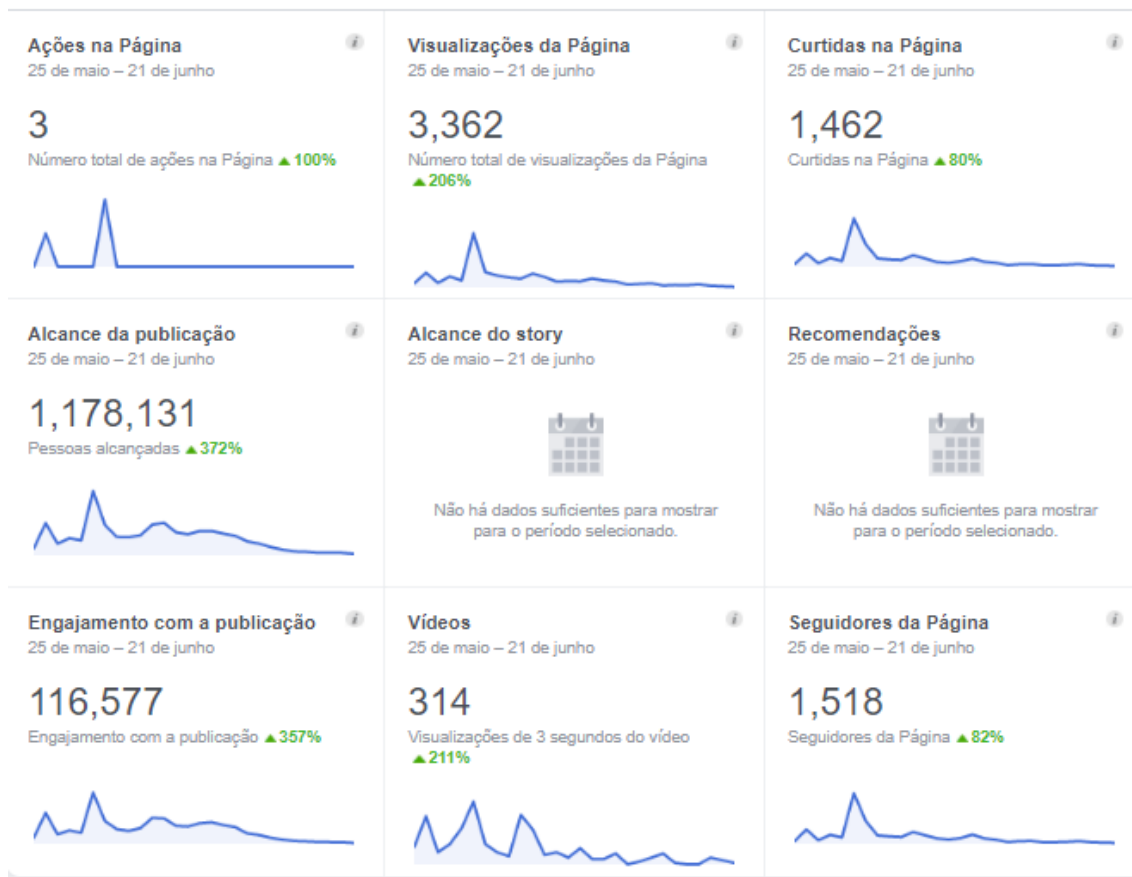 Ações na Página
25 de maio – 21 de junho
3
Número total de ações na Página ▲100%
Visualizações da Página
25 de maio – 21 de junho
3,362
Número total de visualizações da Página
▲206%
Curtidas na Página
25 de maio – 21 de junho
1,462
Curtidas na Página ▲80%
Alcance da publicação
25 de maio – 21 de junho
1,178,131
Pessoas alcançadas ▲372%
Alcance do story
25 de maio – 21 de junho
Não há dados suficientes para mostrar
para o período selecionado.
Recomendações
25 de maio – 21 de junho
Não há dados suficientes para mostrar
para o período selecionado.
Engajamento com a publicação
25 de maio – 21 de junho
116,577
Engajamento com a publicação ▲357%
Vídeos
25 de maio – 21 de junho
314
Visualizações de 3 segundos do vídeo
▲211%
Seguidores da Página
25 de maio – 21 de junho
1,518
Seguidores da Página ▲82%